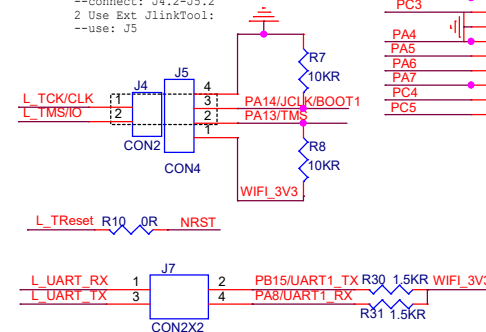 --connect: J4.2-J5.2
2 Use Ext JlinkTool:
--use: J5
PC3
PA4
PA5
PA6
PA7
PC4
PC5
R7
10KR
J4
J5
4
L_TCK/CLK 1 3 PA14/JCLK/BOOT1
L_TMS/IO 2 2 PA13/TMS
1
CON2
CON4
R8
10KR
WIFI_3V3
L_TReset R10 0R NRST
J7
L_UART_RX 1 2 PB15/UART1_TX R30 1.5KR WIFI_3V3
L_UART_TX 3 4 PA8/UART1_RX
R31 1.5KR
CON2X2